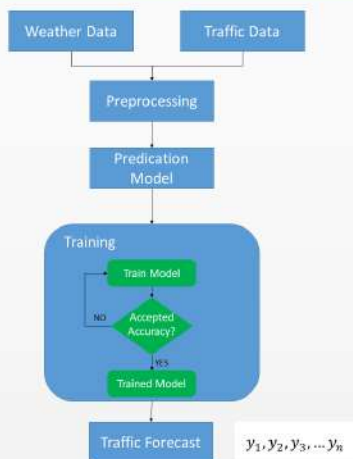 Weather Data
Traffic Data
Preprocessing
Predication
Model
Training
Train Model
NO
Accepted
Accuracy?
YES
Trained Model
Traffic Forecast
y₁, y₂, y₃, … yₙ